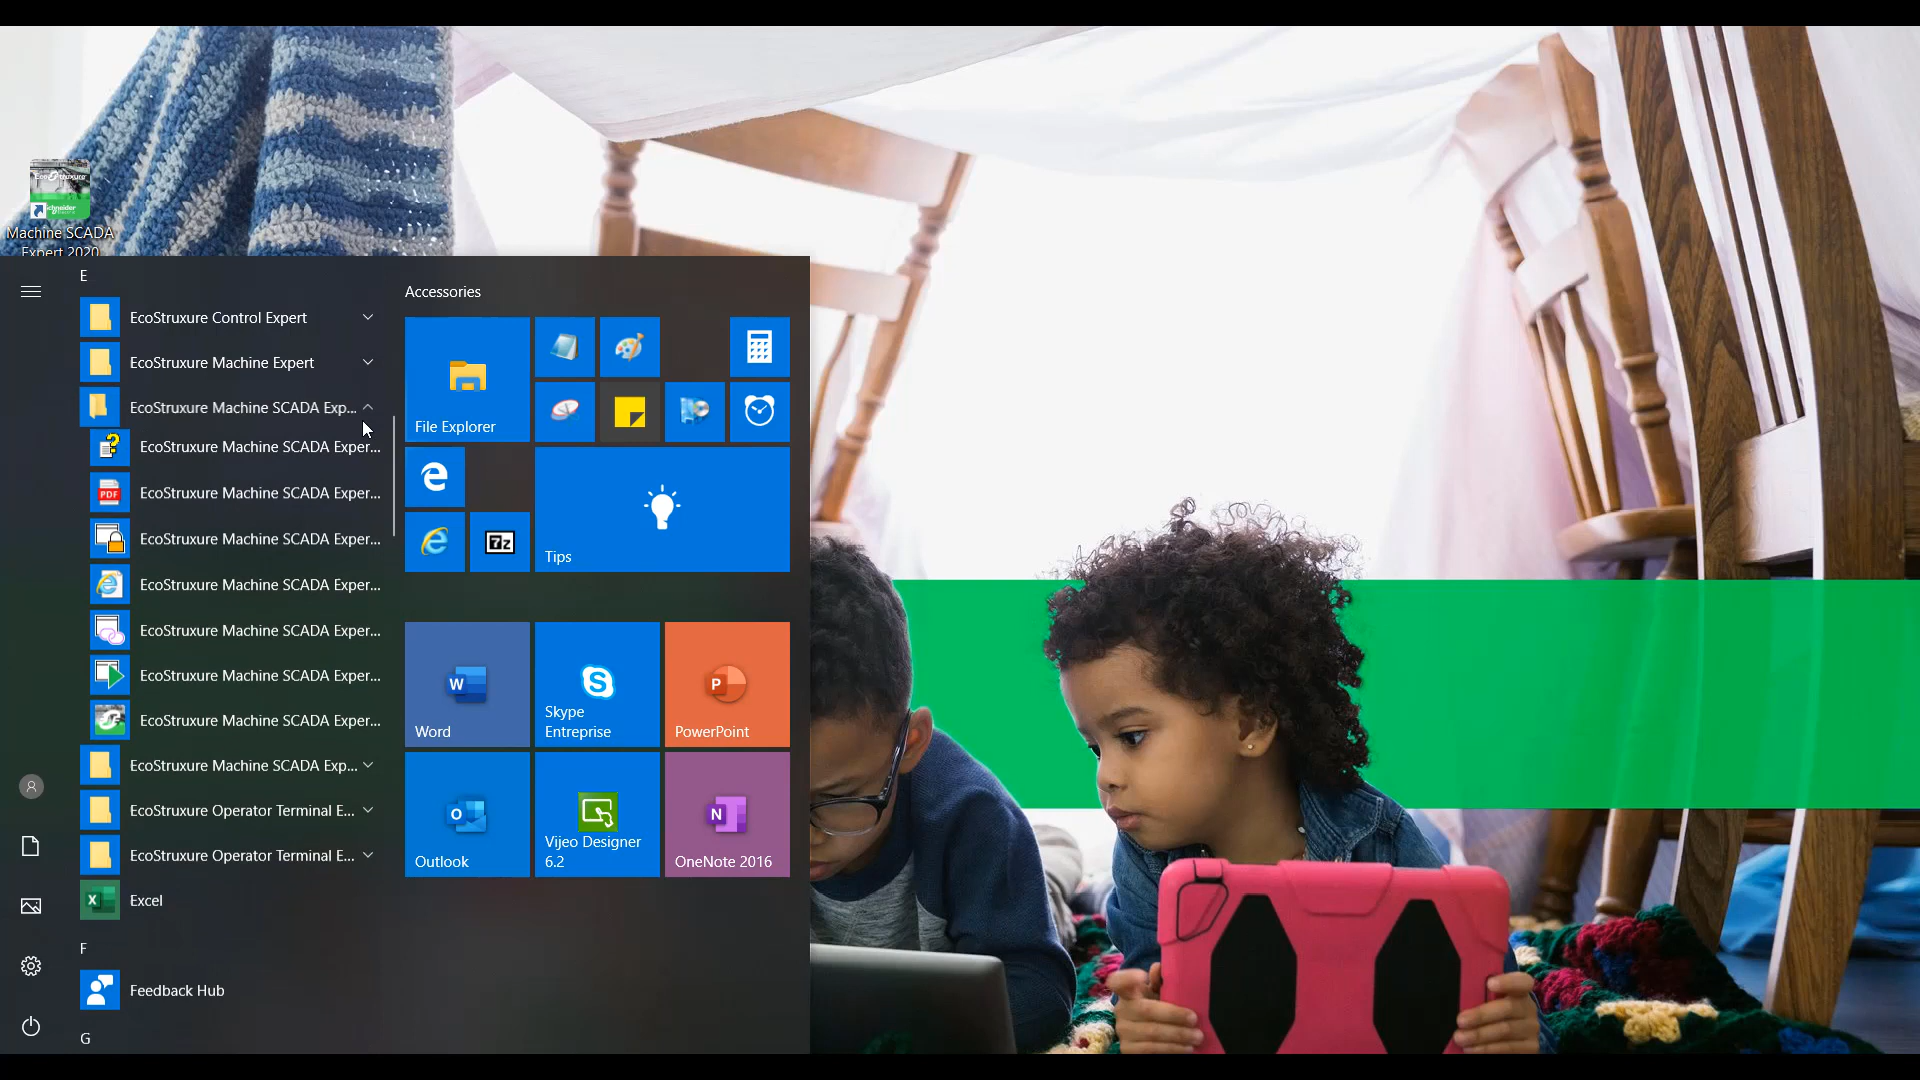 Machine SCADA
Expert 2020
E
EcoStruxure Control Expert
EcoStruxure Machine Expert
EcoStruxure Machine SCADA Exp...
EcoStruxure Machine SCADA Exper...
PDF
EcoStruxure Machine SCADA Exper...
EcoStruxure Machine SCADA Exper...
EcoStruxure Machine SCADA Exper...
EcoStruxure Machine SCADA Exper...
EcoStruxure Machine SCADA Exper...
EcoStruxure Machine SCADA Exper...
EcoStruxure Machine SCADA Exp...
EcoStruxure Operator Terminal E...
EcoStruxure Operator Terminal E...
Excel
F
Feedback Hub
G
Accessories
File Explorer
7z
Tips
Word
Skype
Entreprise
PowerPoint
Outlook
Vijeo Designer
6.2
OneNote 2016